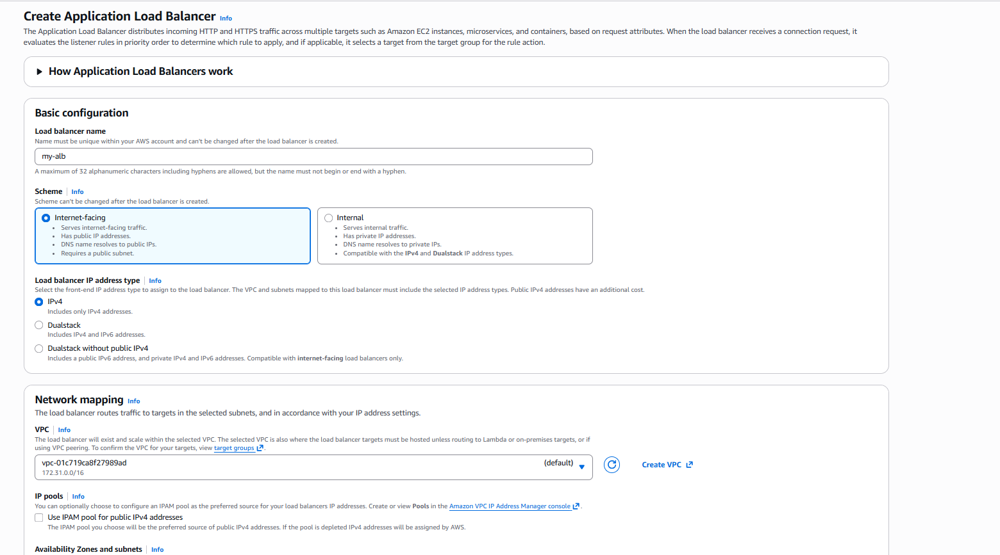 Create Application Load Balancer Info
The Application Load Balancer distributes incoming HTTP and HTTPS traffic across multiple targets such as Amazon EC2 instances, microservices, and containers, based on request attributes. When the load balancer receives a connection request, it
evaluates the listener rules in priority order to determine which rule to apply, and if applicable, it selects a target from the target group for the rule action.
How Application Load Balancers work
Basic configuration
Load balancer name
Name must be unique within your AWS account and can't be changed after the load balancer is created.
my-alb
A maximum of 32 alphanumeric characters including hyphens are allowed, but the name must not begin or end with a hyphen.
Scheme Info
Scheme can't be changed after the load balancer is created.
Internet-facing
• Serves internet-facing traffic.
• Has public IP addresses.
• DNS name resolves to public IPs.
• Requires a public subnet.
Internal
• Serves internal traffic.
• Has private IP addresses.
• DNS name resolves to private IPs.
• Compatible with the IPv4 and Dualstack IP address types.
Load balancer IP address type Info
Select the front-end IP address type to assign to the load balancer. The VPC and subnets mapped to this load balancer must include the selected IP address types. Public IPv4 addresses have an additional cost.
IPv4
Includes only IPv4 addresses.
Dualstack
Includes IPv4 and IPv6 addresses.
Dualstack without public IPv4
Includes a public IPv6 address, and private IPv4 and IPv6 addresses. Compatible with internet-facing load balancers only.
Network mapping Info
The load balancer routes traffic to targets in the selected subnets, and in accordance with your IP address settings.
VPC Info
The load balancer will exist and scale within the selected VPC. The selected VPC is also where the load balancer targets must be hosted unless routing to Lambda or on-premises targets, or if
using VPC peering. To confirm the VPC for your targets, view target groups.
vpc-01c719ca8f27989ad (default)
172.31.0.0/16
Create VPC
IP pools Info
You can optionally choose to configure an IPAM pool as the preferred source for your load balancers IP addresses. Create or view Pools in the Amazon VPC IP Address Manager console.
Use IPAM pool for public IPv4 addresses
The IPAM pool you choose will be the preferred source of public IPv4 addresses. If the pool is depleted IPv4 addresses will be assigned by AWS.
Availability Zones and subnets Info